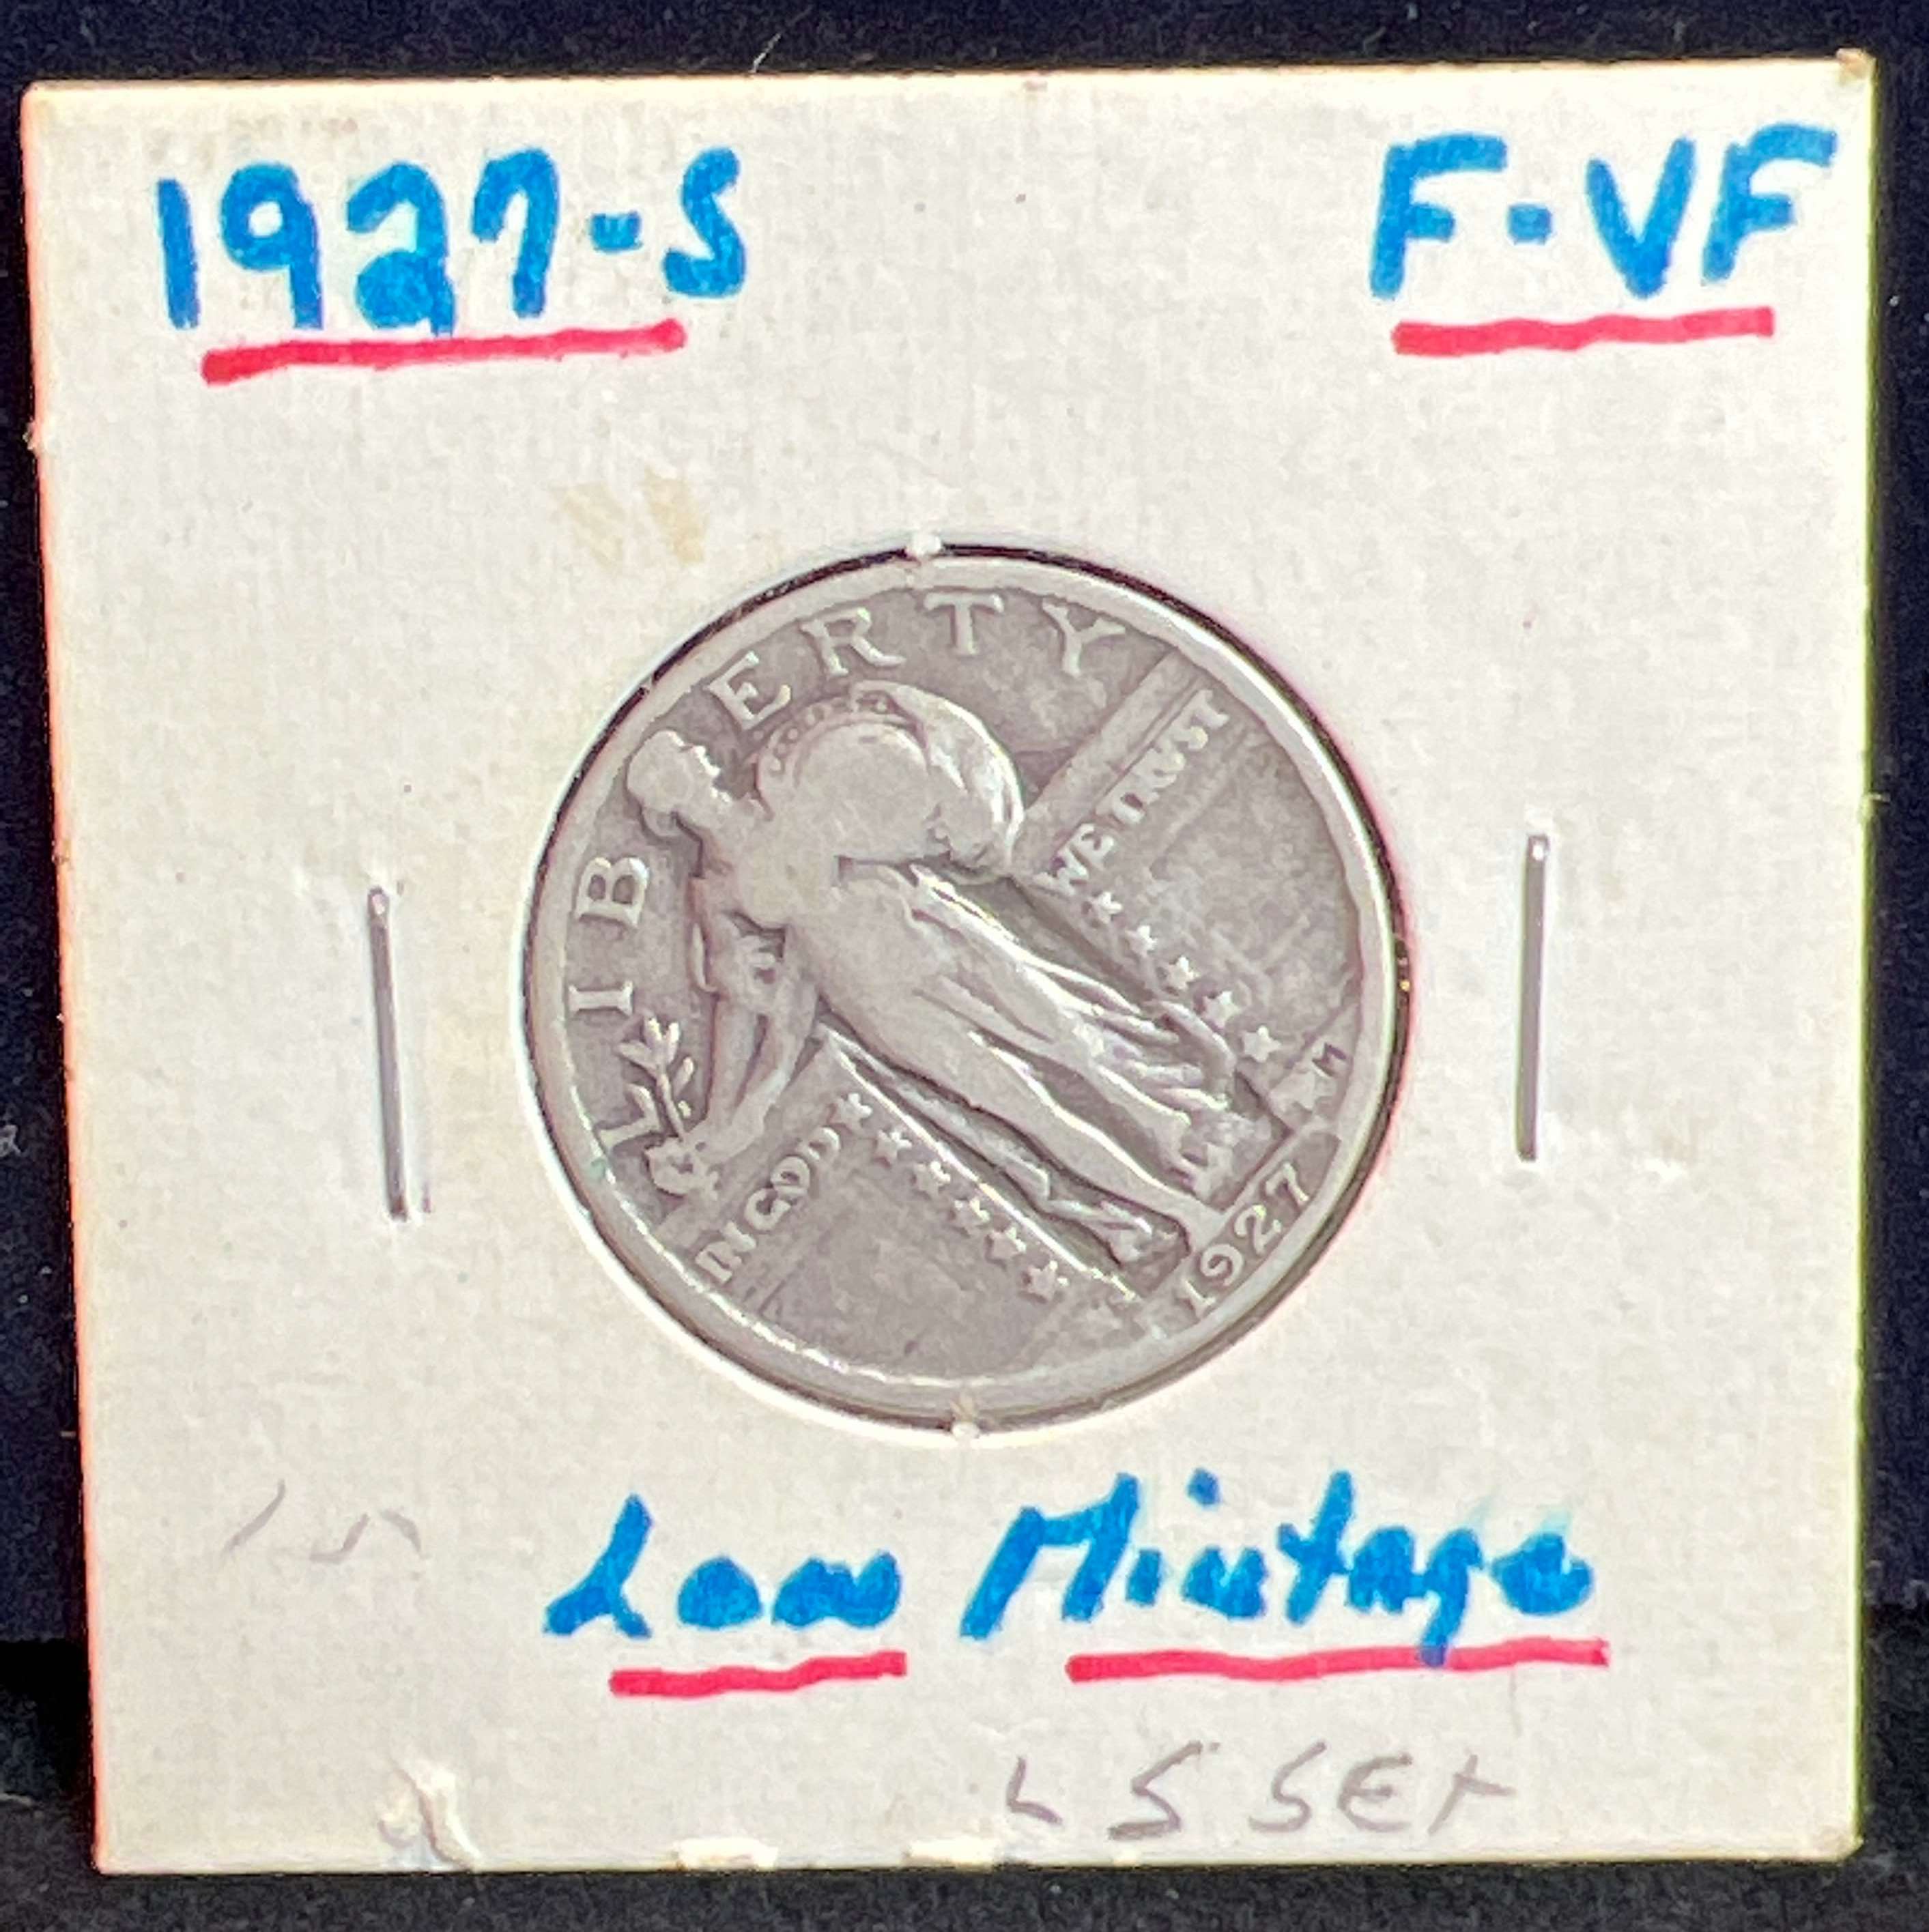 1927-S F-VF
LIBERTY
IN GOD WE TRUST
M
1927
Low Mintage
LS SET